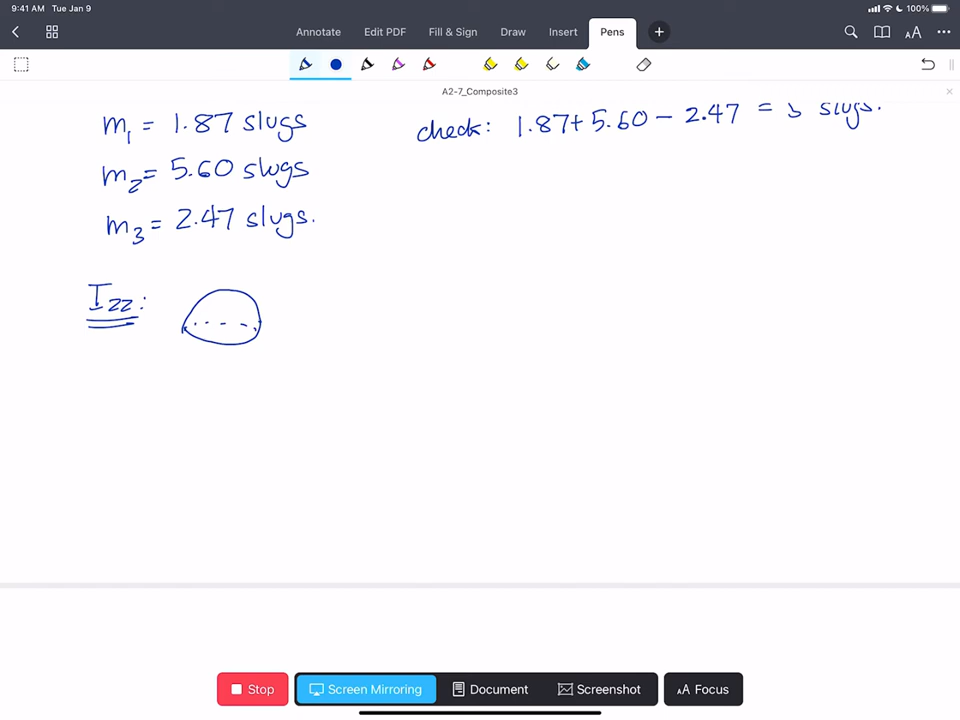 9:41 AM Tue Jan 9
100%
Annotate Edit PDF Fill & Sign Draw Insert Pens
AA
A2-7_Composite3
m1 = 1.87 slugs
check: 1.87 + 5.60 - 2.47 = 5 slugs.
m2 = 5.60 slugs
m3 = 2.47 slugs.
Izz:
Stop
Screen Mirroring
Document
Screenshot
AA Focus